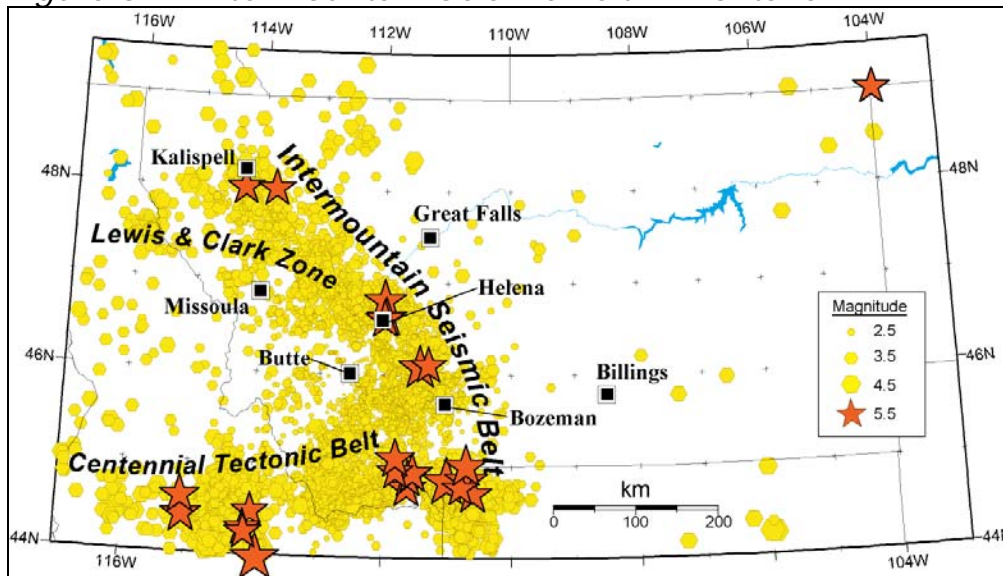 116W 114W 112W 110W 108W 106W 104W
48N
48N
46N
46N
44N
44N
116W
104W
Kalispell
Intermountain Seismic Belt
Great Falls
Lewis & Clark Zone
Helena
Missoula
Butte
Billings
Bozeman
Centennial Tectonic Belt
Magnitude
2.5
3.5
4.5
5.5
km
0 50 100 200